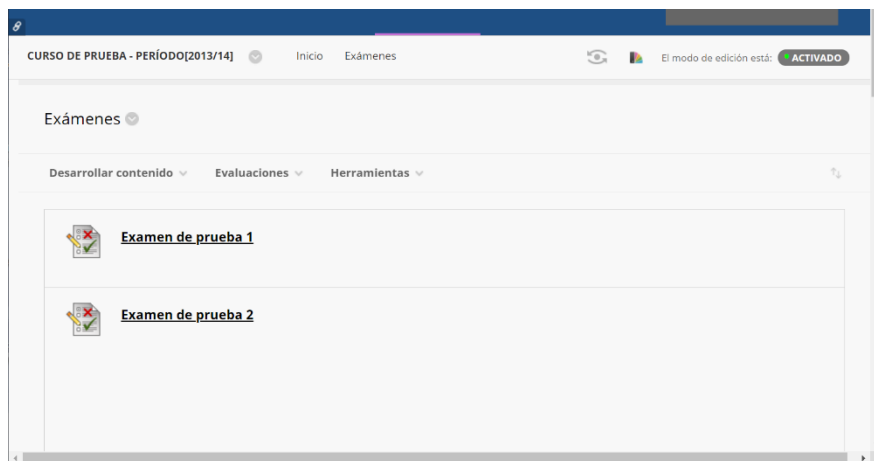 CURSO DE PRUEBA - PERÍODO[2013/14] Inicio Exámenes El modo de edición está: ACTIVADO
Exámenes
Desarrollar contenido Evaluaciones Herramientas
Examen de prueba 1
Examen de prueba 2